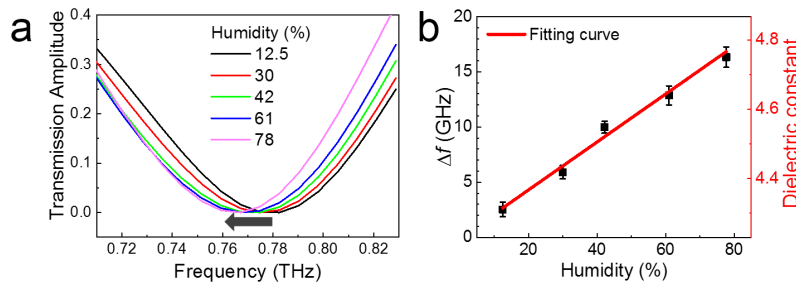 a
Transmission Amplitude
0.4
0.3
0.2
0.1
0.0
Humidity (%)
12.5
30
42
61
78
0.72 0.74 0.76 0.78 0.80 0.82
Frequency (THz)
b
Δf (GHz)
20
15
10
5
0
Fitting curve
20 40 60 80
Humidity (%)
4.8
4.6
4.4
Dielectric constant